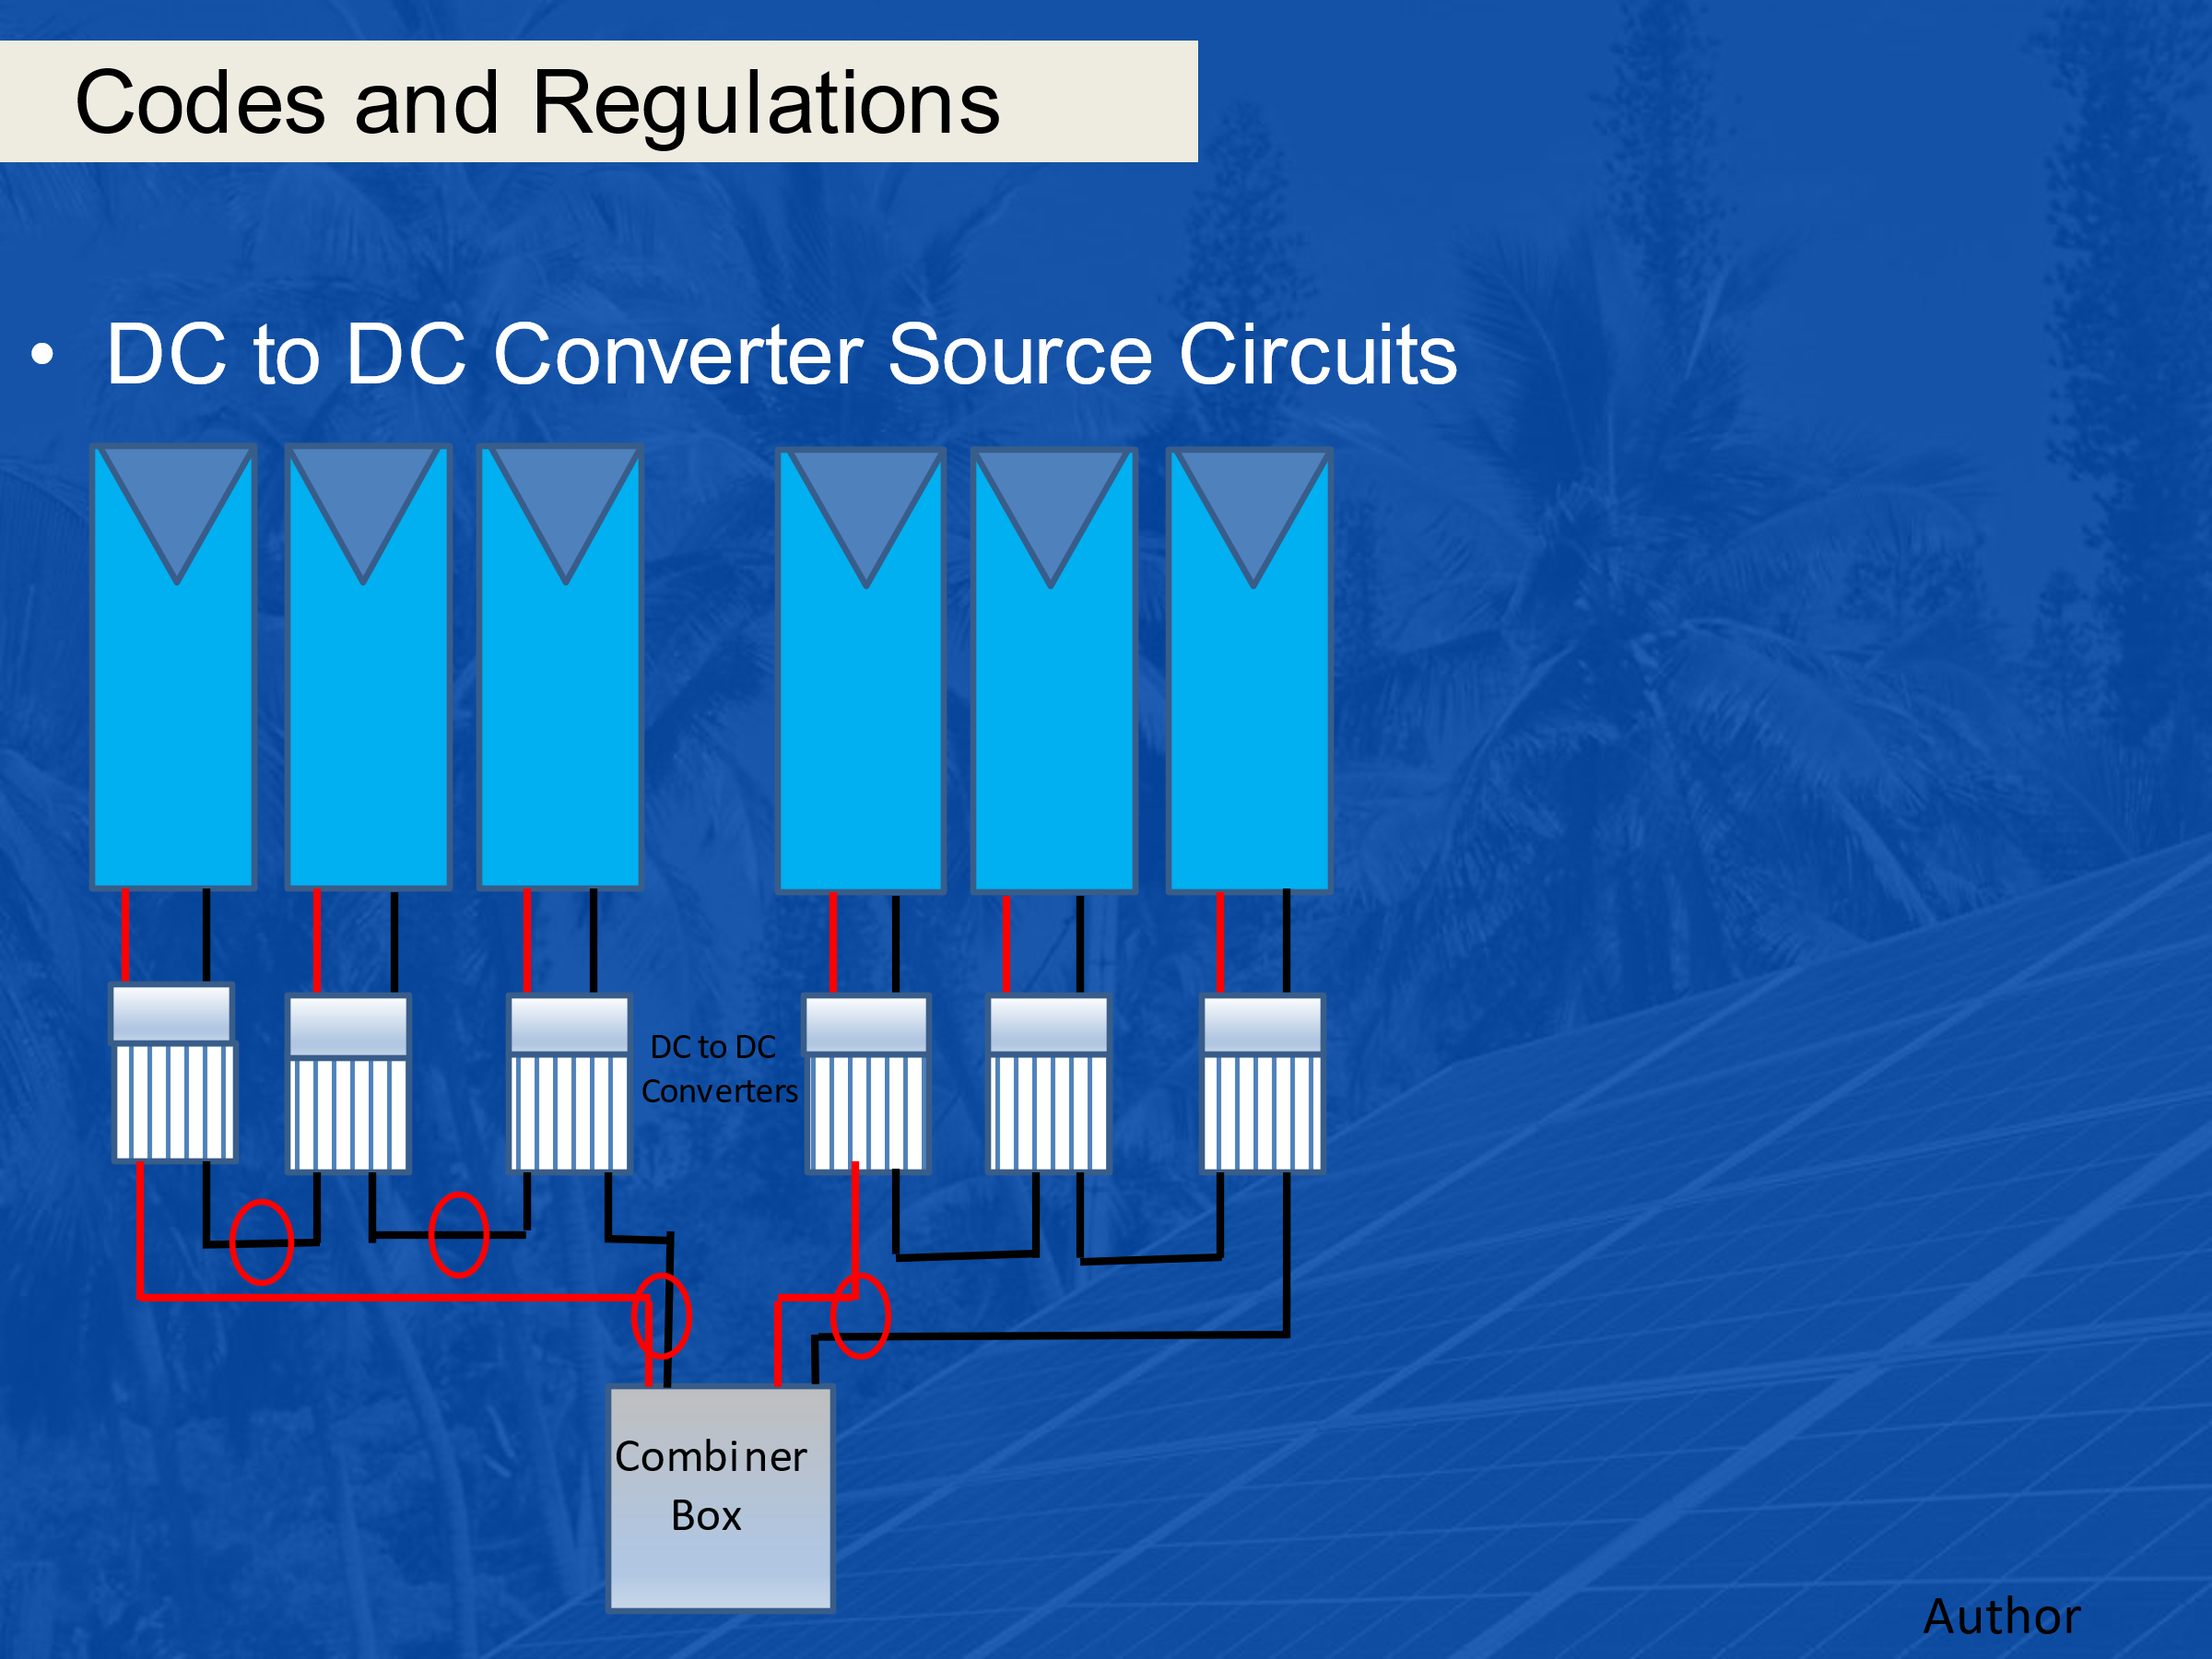 Codes and Regulations
• DC to DC Converter Source Circuits
DC to DC
Converters
Combiner
Box
Author